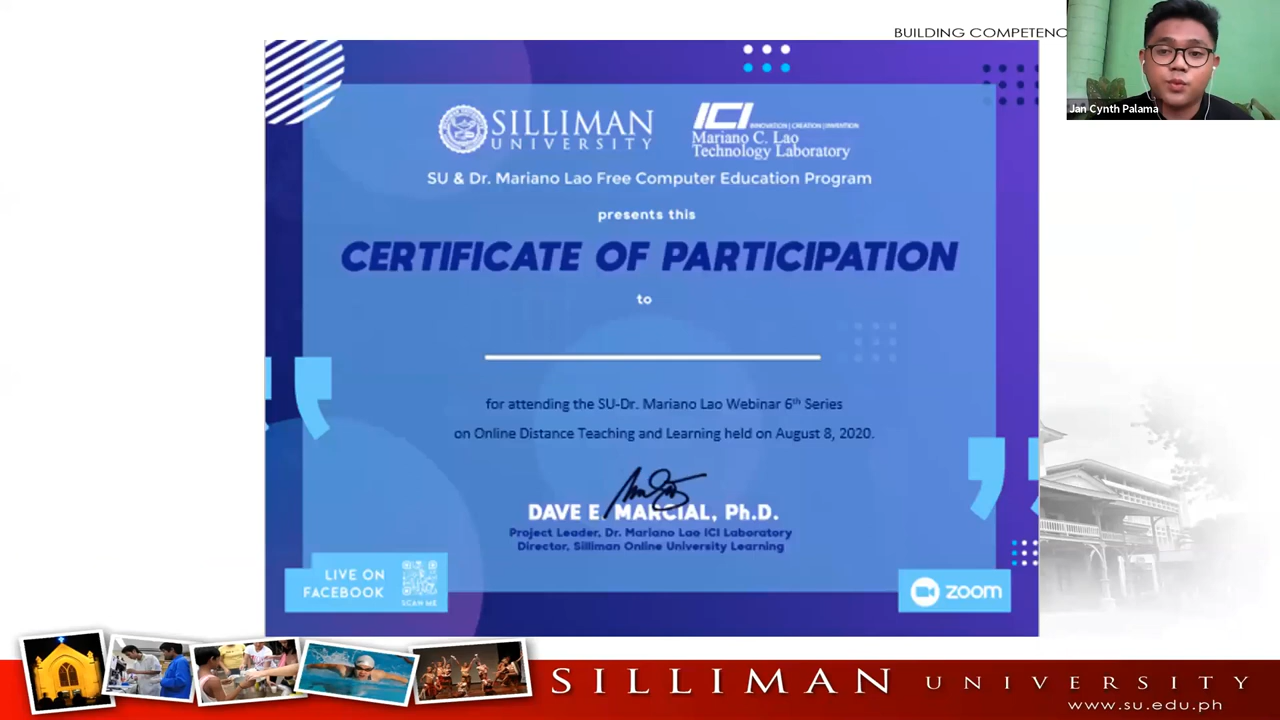 BUILDING COMPETENC
Jan Cynth Palama
SILLIMAN
UNIVERSITY
ICI INNOVATION | CREATION | INVENTION
Mariano C. Lao
Technology Laboratory
SU & Dr. Mariano Lao Free Computer Education Program
presents this
CERTIFICATE OF PARTICIPATION
to
for attending the SU-Dr. Mariano Lao Webinar 6th Series
on Online Distance Teaching and Learning held on August 8, 2020.
DAVE E. MARCIAL, Ph.D.
Project Leader, Dr. Mariano Lao ICI Laboratory
Director, Silliman Online University Learning
LIVE ON
FACEBOOK
SCAN ME
zoom
SILLIMAN UNIVERSITY
www.su.edu.ph